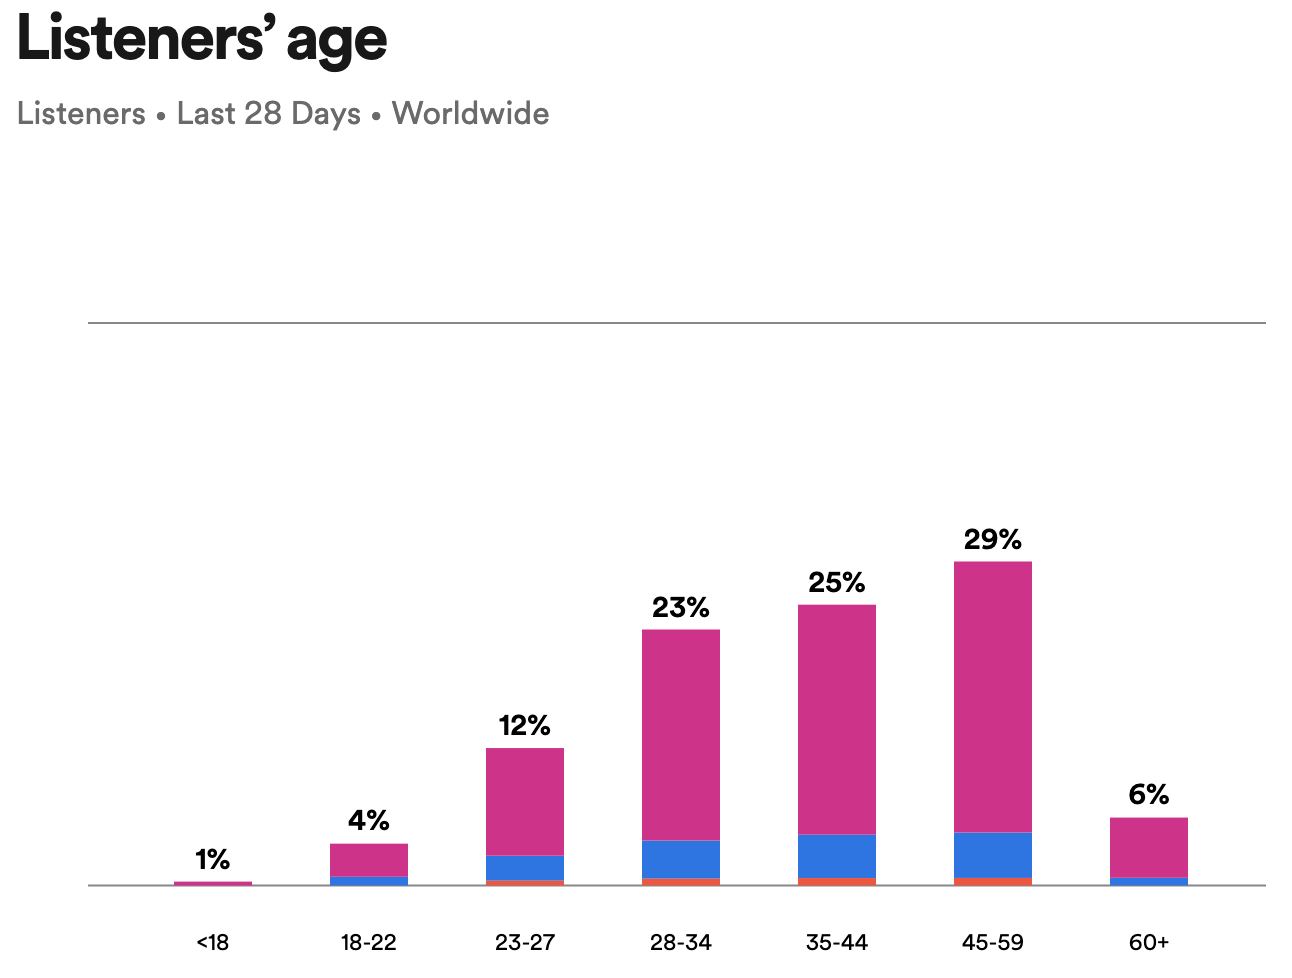 Listeners’ age
Listeners • Last 28 Days • Worldwide
29%
25%
23%
12%
6%
4%
1%
<18 18-22 23-27 28-34 35-44 45-59 60+